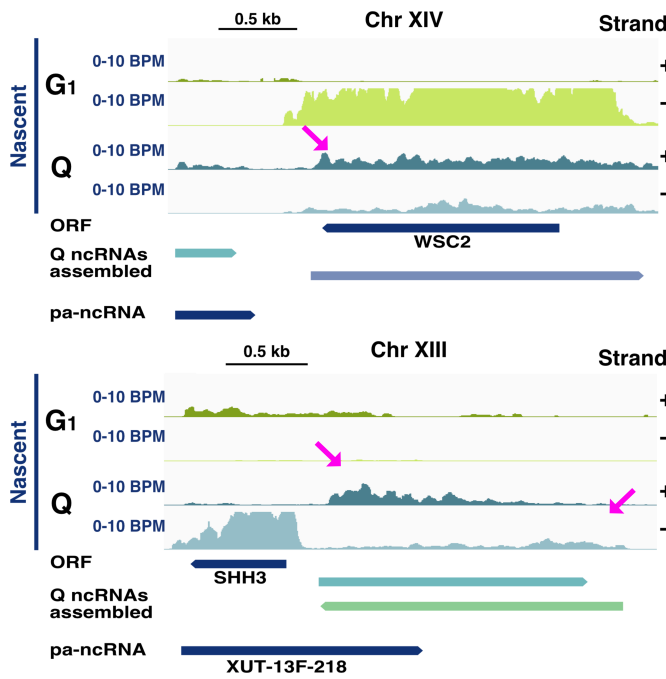 0.5 kb Chr XIV Strand
Nascent
G1
0-10 BPM +
0-10 BPM -
Q
0-10 BPM +
0-10 BPM -
ORF
WSC2
Q ncRNAs
assembled
pa-ncRNA
0.5 kb Chr XIII Strand
Nascent
G1
0-10 BPM +
0-10 BPM -
Q
0-10 BPM +
0-10 BPM -
ORF
SHH3
Q ncRNAs
assembled
pa-ncRNA
XUT-13F-218